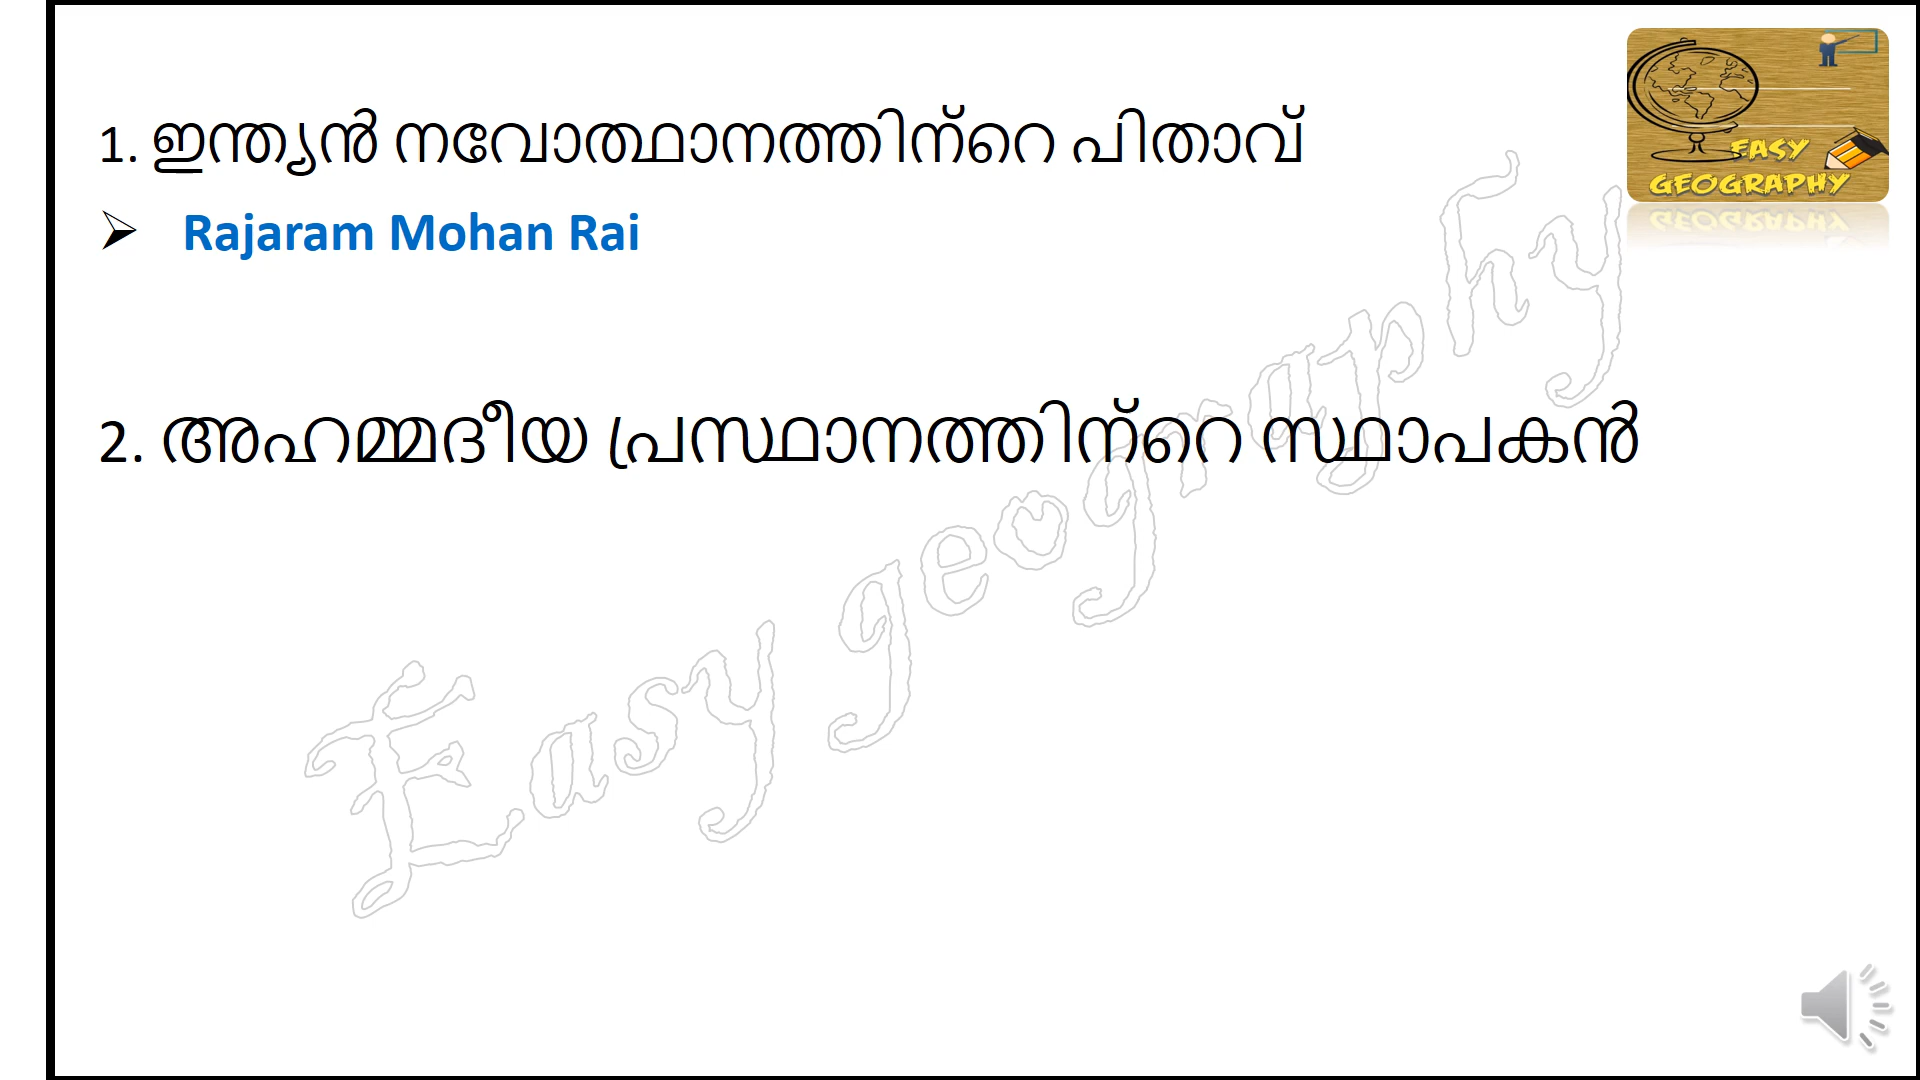 EASY
GEOGRAPHY
1. ഇന്ത്യൻ നവോത്ഥാനത്തിന്റെ പിതാവ്
➢ Rajaram Mohan Rai
2. അഹമ്മദീയ പ്രസ്ഥാനത്തിന്റെ സ്ഥാപകൻ
Easy geography